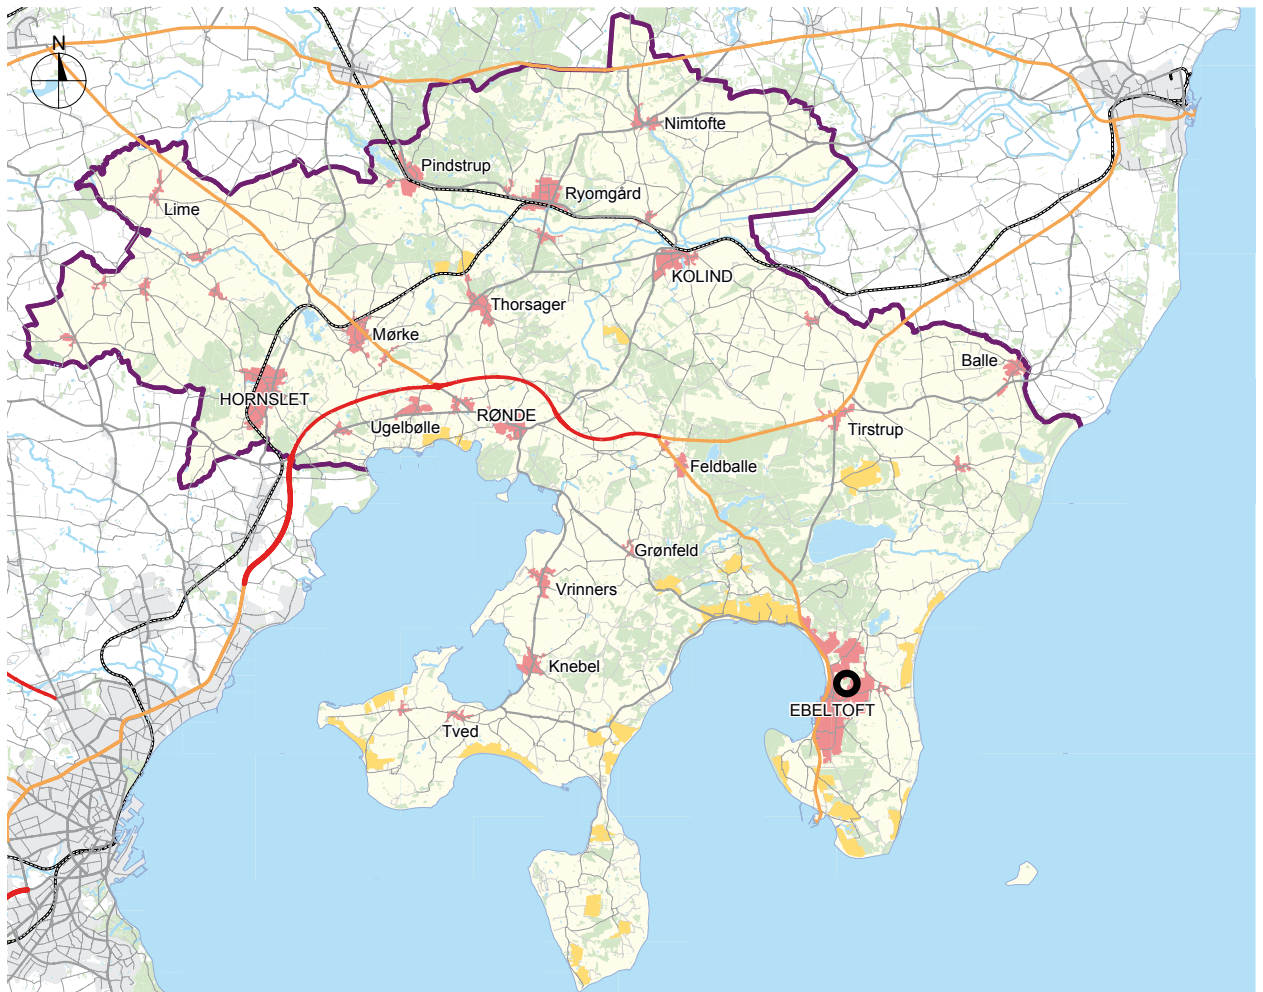 N
Nimtofte
Pindstrup
Ryomgård
Lime
KOLIND
Thorsager
Mørke
Balle
HORNSLET
RØNDE
Ugelbølle
Tirstrup
Feldballe
Grønfeld
Vrinners
Knebel
EBELTOFT
Tved